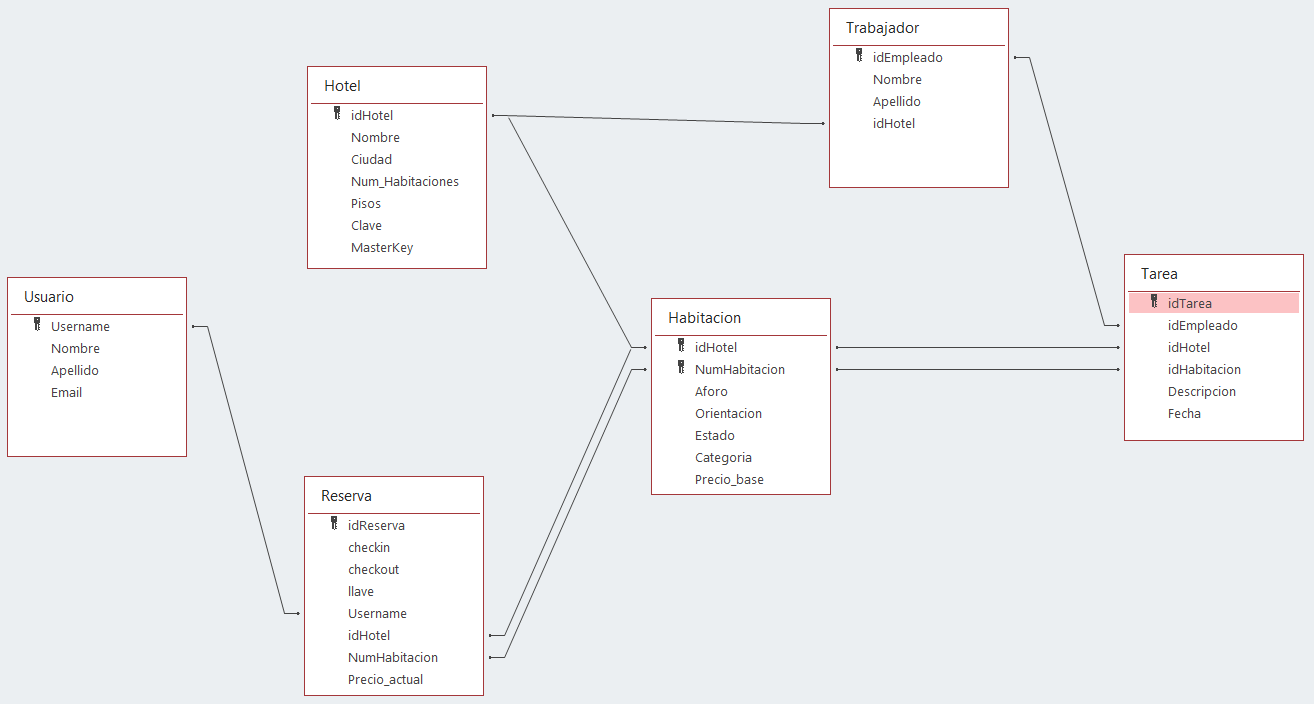 Hotel
idHotel
Nombre
Ciudad
Num_Habitaciones
Pisos
Clave
MasterKey
Trabajador
idEmpleado
Nombre
Apellido
idHotel
Usuario
Username
Nombre
Apellido
Email
Habitacion
idHotel
NumHabitacion
Aforo
Orientacion
Estado
Categoria
Precio_base
Tarea
idTarea
idEmpleado
idHotel
idHabitacion
Descripcion
Fecha
Reserva
idReserva
checkin
checkout
llave
Username
idHotel
NumHabitacion
Precio_actual